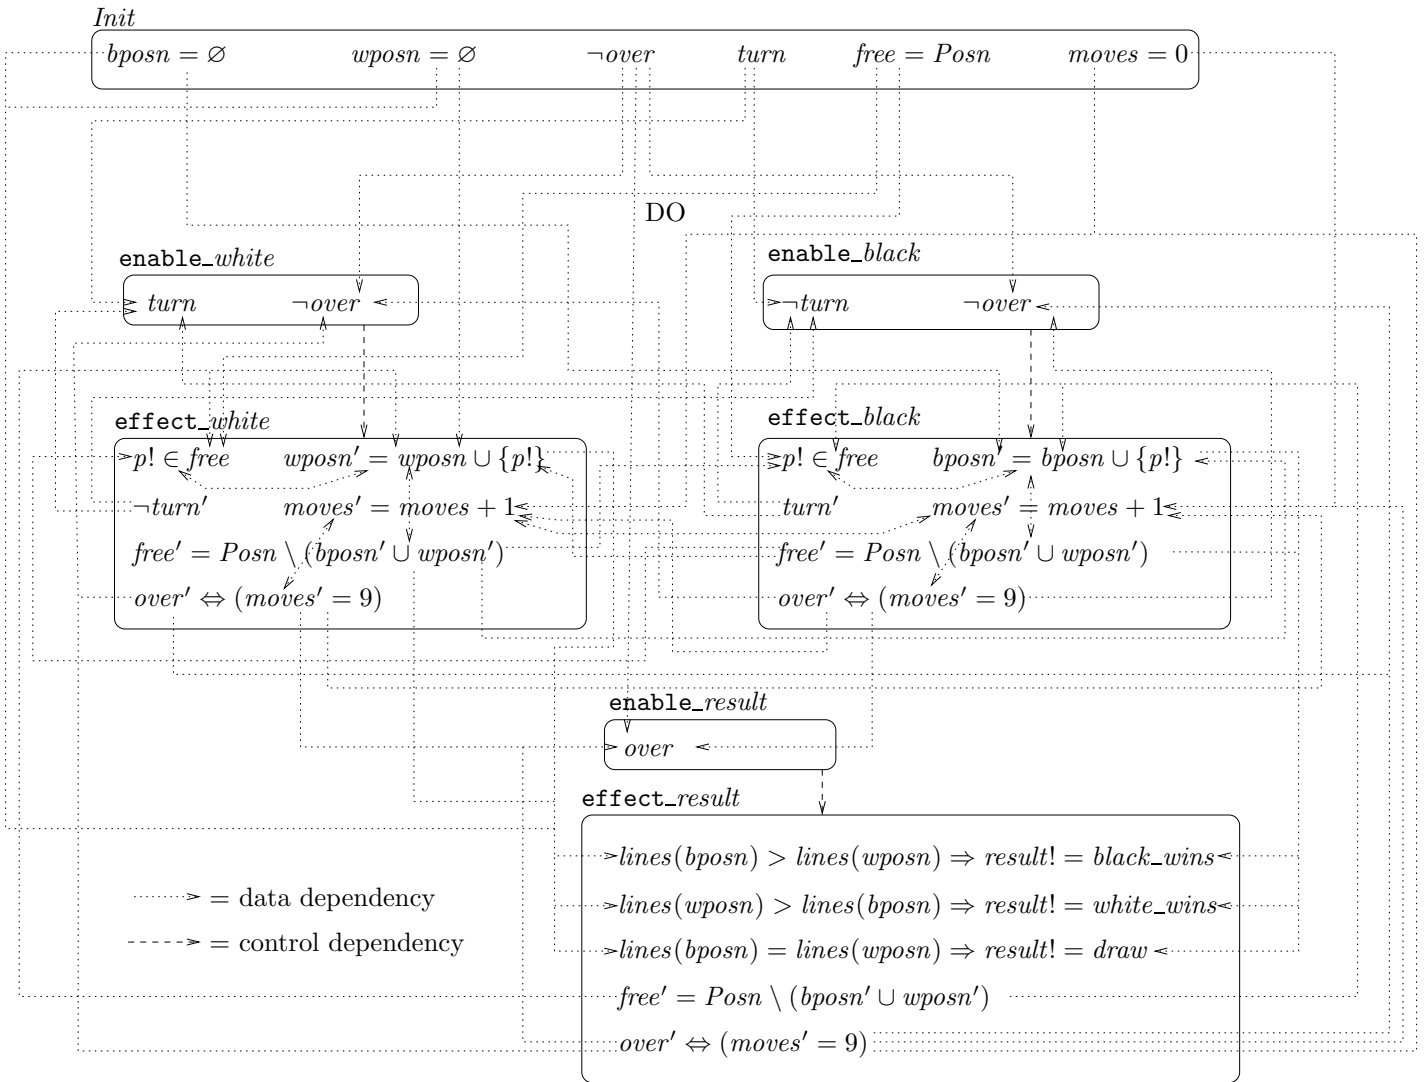 Init
bposn = ∅ wposn = ∅ ¬over turn free = Posn moves = 0
DO
enable_white
turn ¬over
enable_black
¬turn ¬over
effect_white
p! ∈ free wposn′ = wposn ∪ {p!}
¬turn′ moves′ = moves + 1
free′ = Posn \ (bposn′ ∪ wposn′)
over′ ⇔ (moves′ = 9)
effect_black
p! ∈ free bposn′ = bposn ∪ {p!}
turn′ moves′ = moves + 1
free′ = Posn \ (bposn′ ∪ wposn′)
over′ ⇔ (moves′ = 9)
enable_result
over
effect_result
lines(bposn) > lines(wposn) ⇒ result! = black_wins
lines(wposn) > lines(bposn) ⇒ result! = white_wins
lines(bposn) = lines(wposn) ⇒ result! = draw
free′ = Posn \ (bposn′ ∪ wposn′)
over′ ⇔ (moves′ = 9)
= data dependency
= control dependency